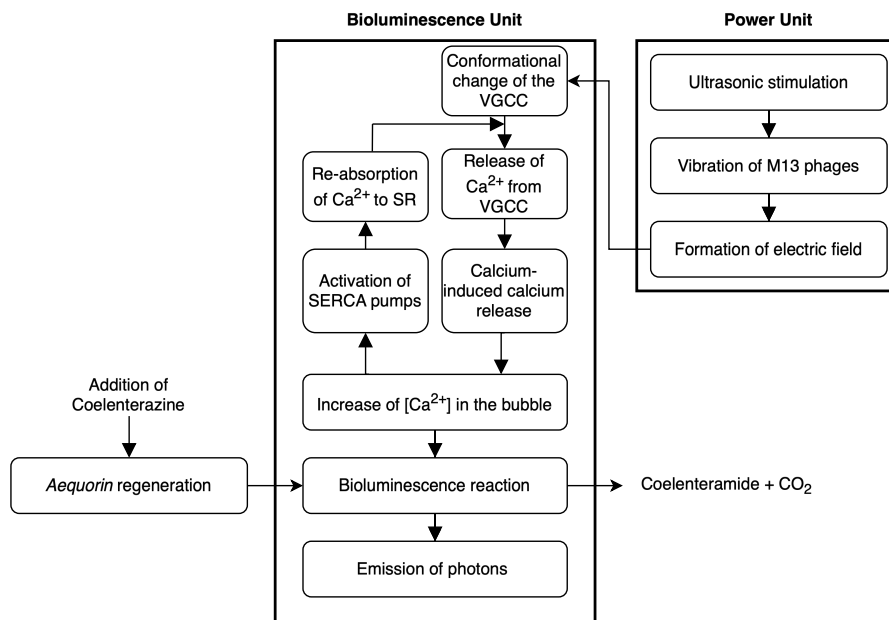 Bioluminescence Unit
Power Unit
Conformational
change of the
VGCC
Ultrasonic stimulation
Re-absorption
of Ca²⁺ to SR
Release of
Ca²⁺ from
VGCC
Vibration of M13 phages
Formation of electric field
Activation of
SERCA pumps
Calcium-
induced calcium
release
Addition of
Coelenterazine
Increase of [Ca²⁺] in the bubble
Aequorin regeneration
Bioluminescence reaction
Coelenteramide + CO₂
Emission of photons